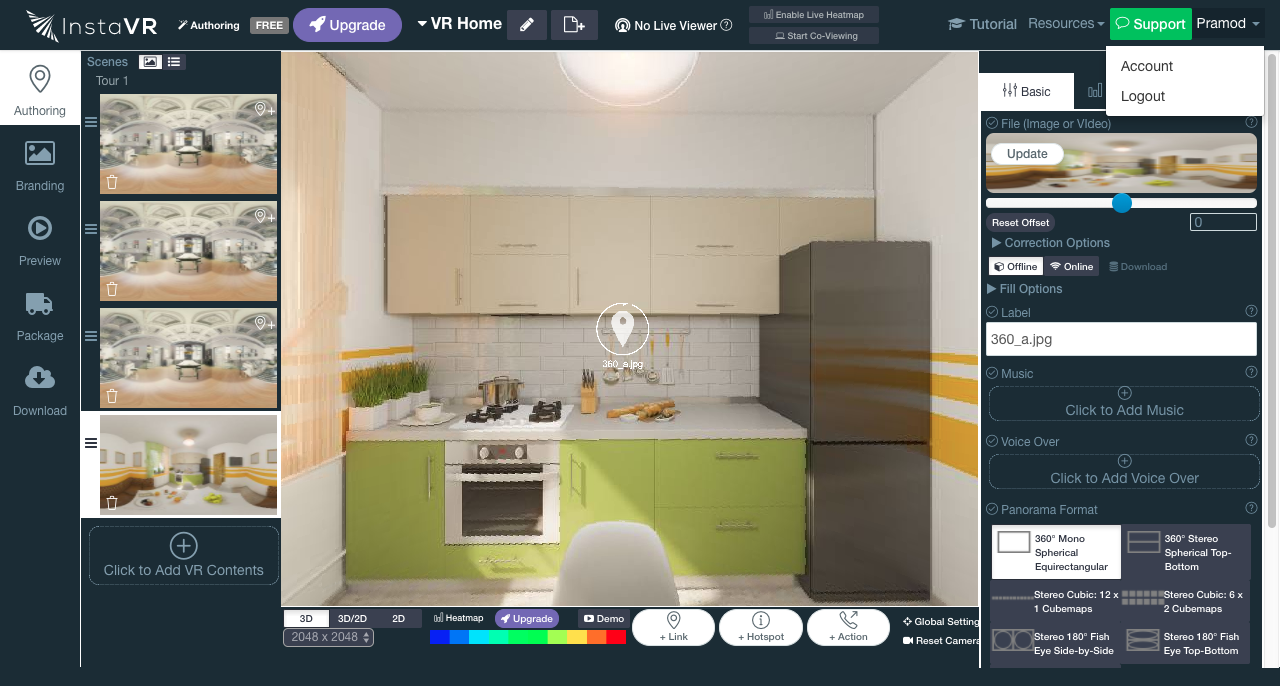 InstaVR
Authoring
FREE
Upgrade
VR Home
No Live Viewer
Enable Live Heatmap
Start Co-Viewing
Tutorial
Resources
Support
Pramod
Account
Logout
Authoring
Branding
Preview
Package
Download
Scenes
Tour 1
Click to Add VR Contents
360_a.jpg
3D
3D/2D
2D
Heatmap
Upgrade
Demo
2048 x 2048
+ Link
+ Hotspot
+ Action
Global Setting
Reset Camera
Basic
File (Image or VIdeo)
Update
Reset Offset
0
Correction Options
Offline
Online
Download
Fill Options
Label
360_a.jpg
Music
Click to Add Music
Voice Over
Click to Add Voice Over
Panorama Format
360° Mono
Spherical
Equirectangular
360° Stereo
Spherical Top-
Bottom
Stereo Cubic: 12 x
1 Cubemaps
Stereo Cubic: 6 x
2 Cubemaps
Stereo 180° Fish
Eye Side-by-Side
Stereo 180° Fish
Eye Top-Bottom